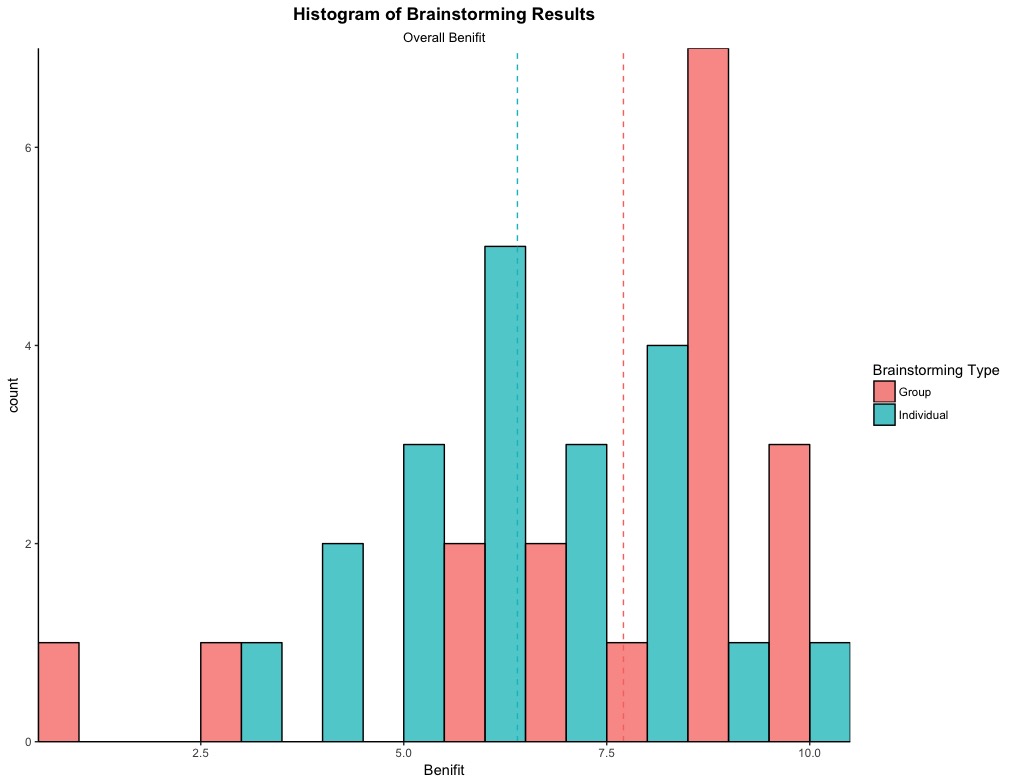 Histogram of Brainstorming Results
Overall Benifit
6
4
2
0
count
2.5
5.0
7.5
10.0
Benifit
Brainstorming Type
Group
Individual